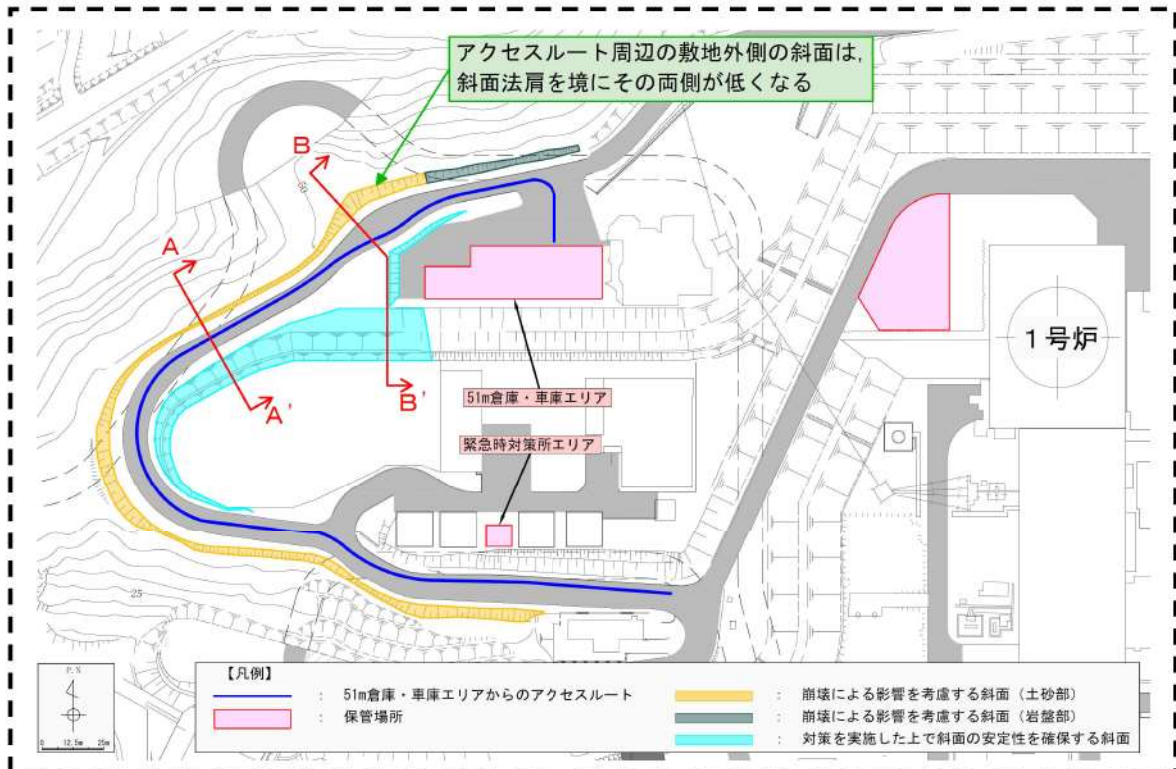 アクセスルート周辺の敷地外側の斜面は,
斜面法肩を境にその両側が低くなる
B
A
A'
B'
1号炉
51m倉庫・車庫エリア
緊急時対策所エリア
25
P.N
0 12.5m 25m
【凡例】
: 51m倉庫・車庫エリアからのアクセスルート
: 保管場所
: 崩壊による影響を考慮する斜面（土砂部）
: 崩壊による影響を考慮する斜面（岩盤部）
: 対策を実施した上で斜面の安定性を確保する斜面